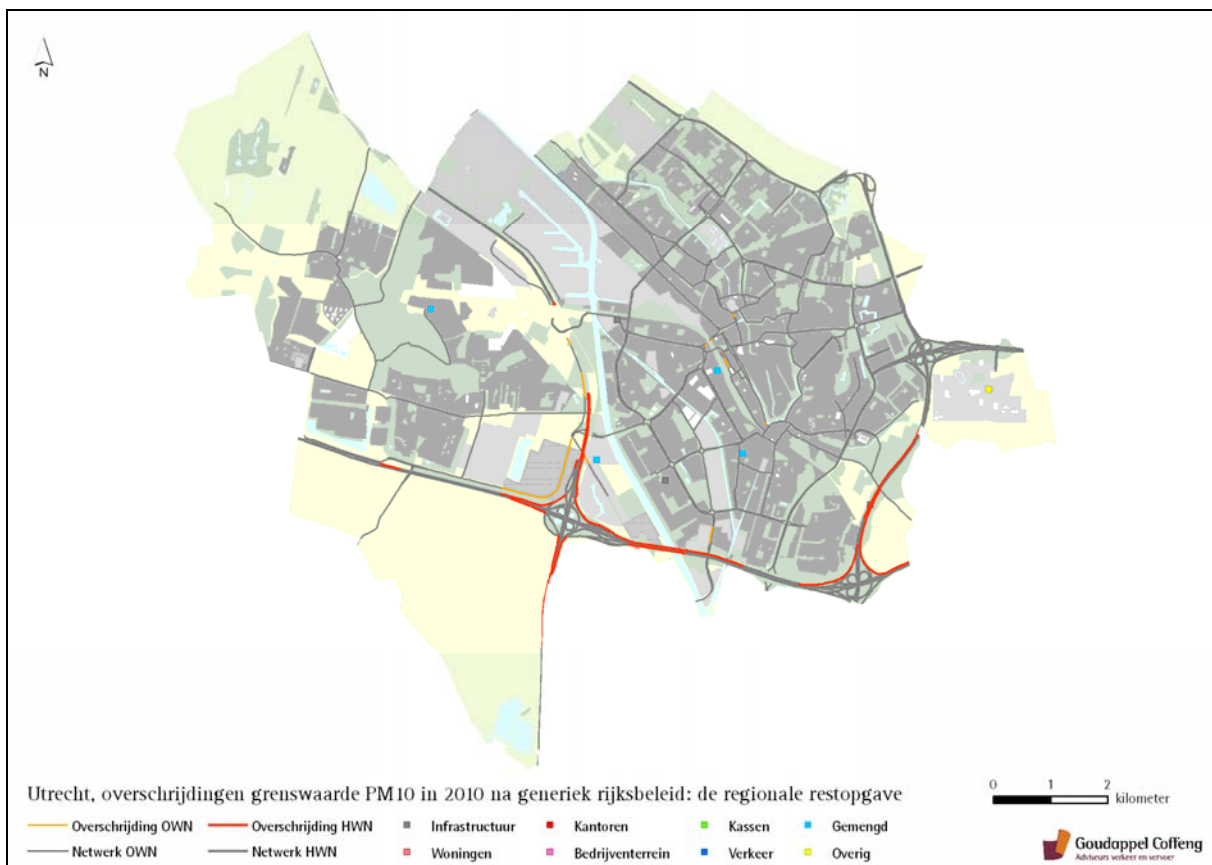 N
Utrecht, overschrijdingen grenswaarde PM10 in 2010 na generiek rijksbeleid: de regionale restopgave
0 1 2
kilometer
Overschrijding OWN Overschrijding HWN Infrastructuur Kantoren Kassen Gemengd
Netwerk OWN Netwerk HWN Woningen Bedrijventerrein Verkeer Overig
Goudappel Coffeng
Adviseurs verkeer en vervoer